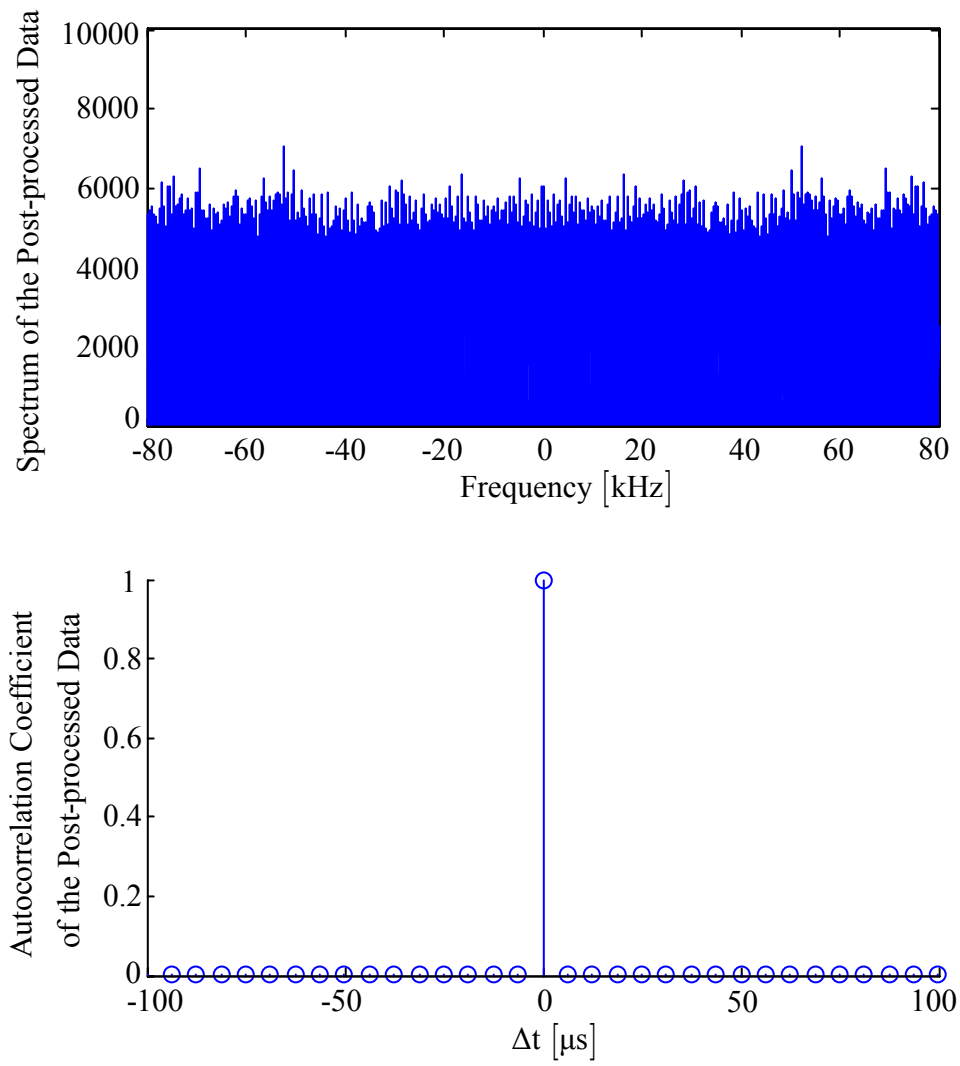 Spectrum of the Post-processed Data
10000
8000
6000
4000
2000
0
-80 -60 -40 -20 0 20 40 60 80
Frequency [kHz]
Autocorrelation Coefficient
of the Post-processed Data
1
0.8
0.6
0.4
0.2
0
-100 -50 0 50 100
Δt [μs]